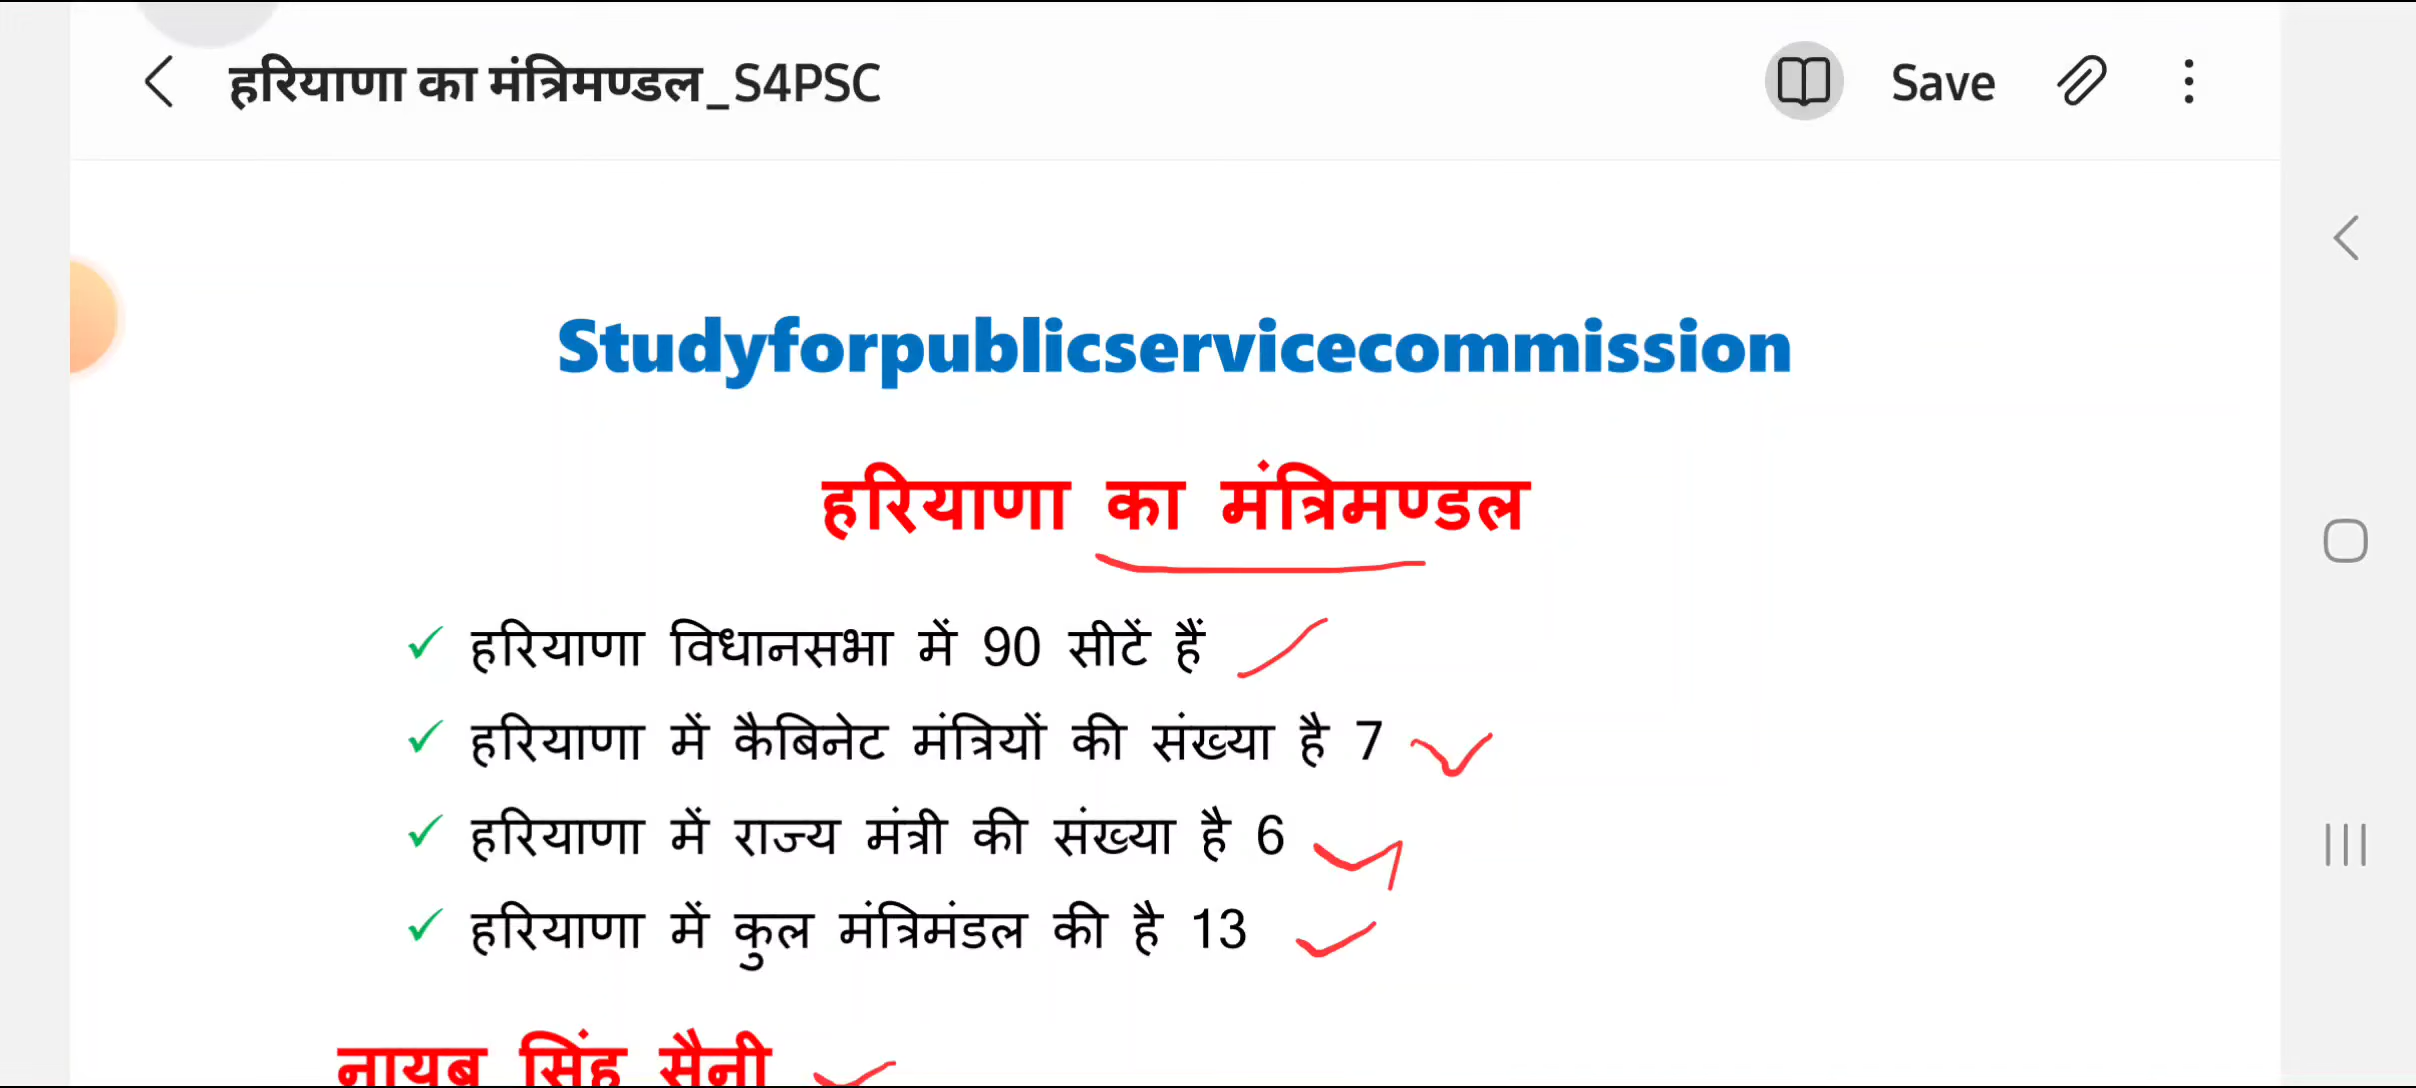 हरियाणा का मंत्रिमण्डल_S4PSC
Save
Studyforpublicservicecommission
हरियाणा का मंत्रिमण्डल
✓ हरियाणा विधानसभा में 90 सीटें हैं
✓ हरियाणा में कैबिनेट मंत्रियों की संख्या है 7
✓ हरियाणा में राज्य मंत्री की संख्या है 6
✓ हरियाणा में कुल मंत्रिमंडल की है 13
नायब सिंह सैनी